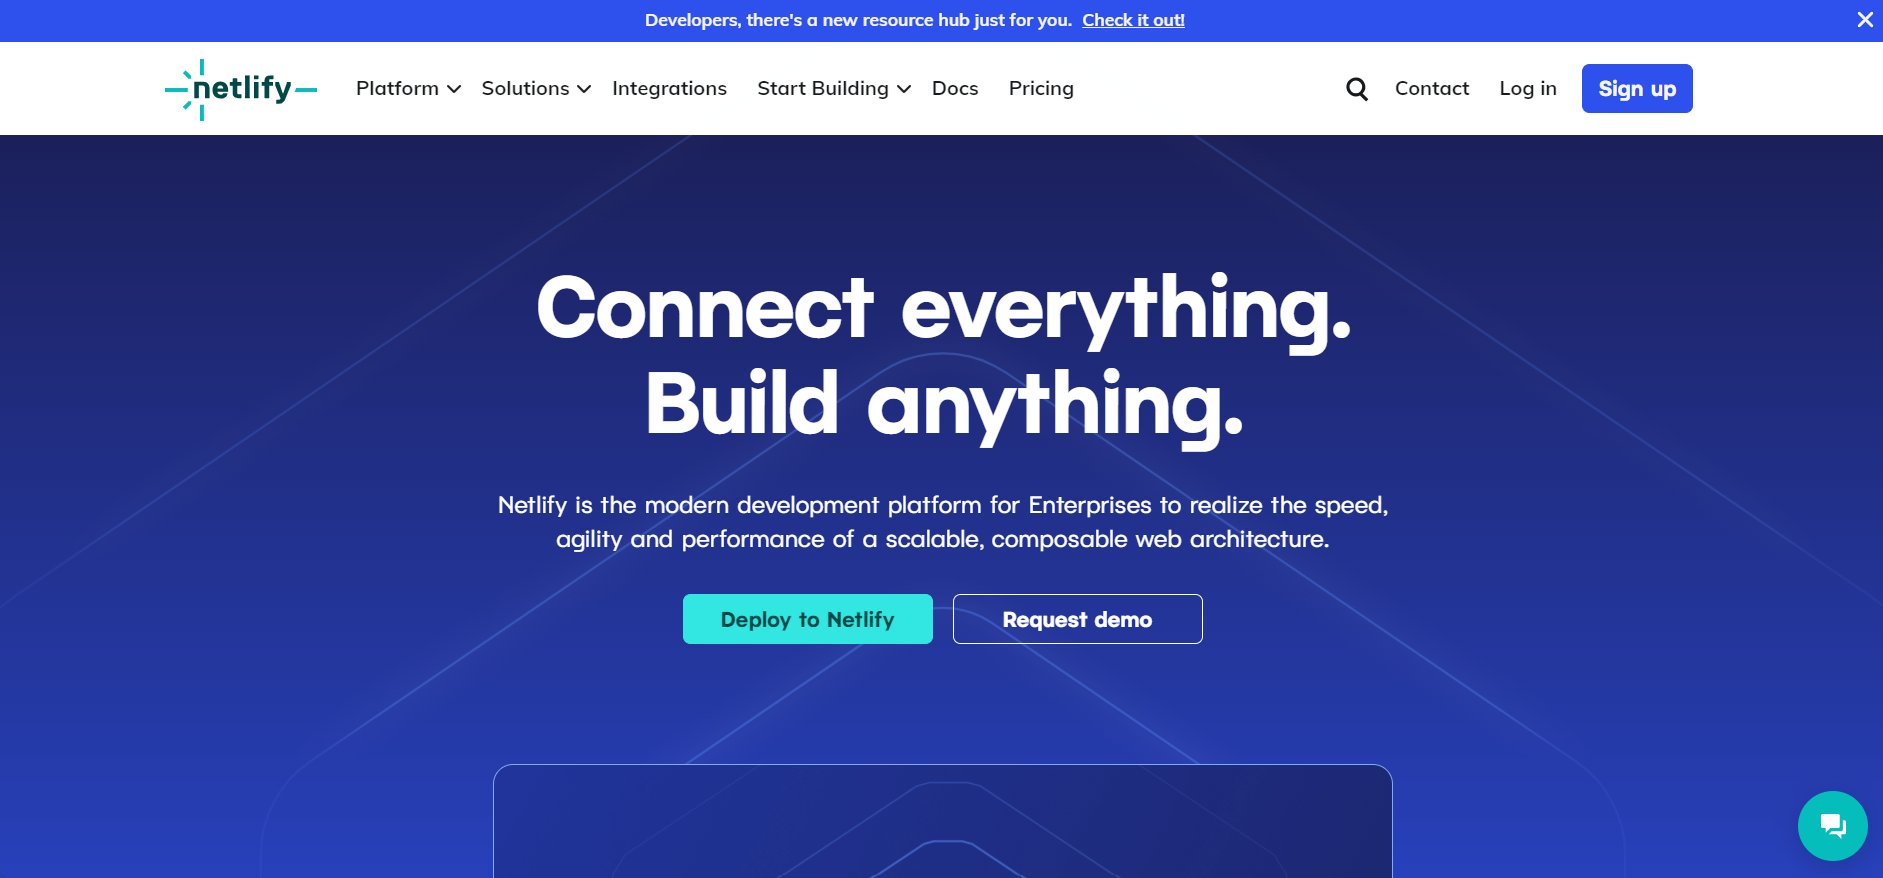 Developers, there's a new resource hub just for you. Check it out!
netlify
Platform Solutions Integrations Start Building Docs Pricing
Contact Log in Sign up
Connect everything.
Build anything.
Netlify is the modern development platform for Enterprises to realize the speed,
agility and performance of a scalable, composable web architecture.
Deploy to Netlify
Request demo